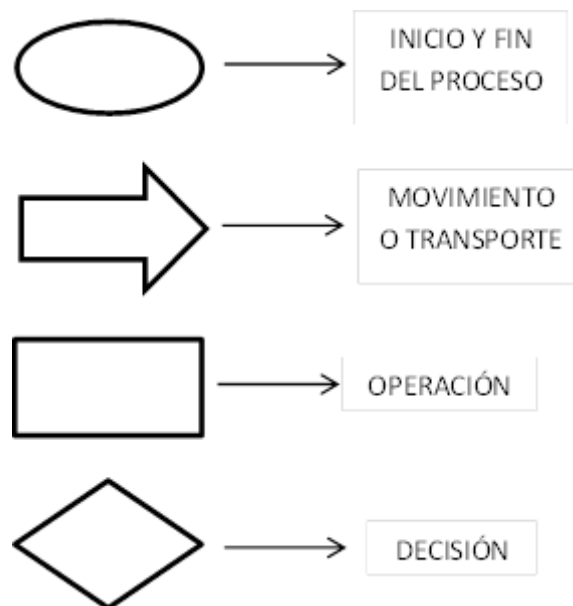 INICIO Y FIN
DEL PROCESO
MOVIMIENTO
O TRANSPORTE
OPERACIÓN
DECISIÓN